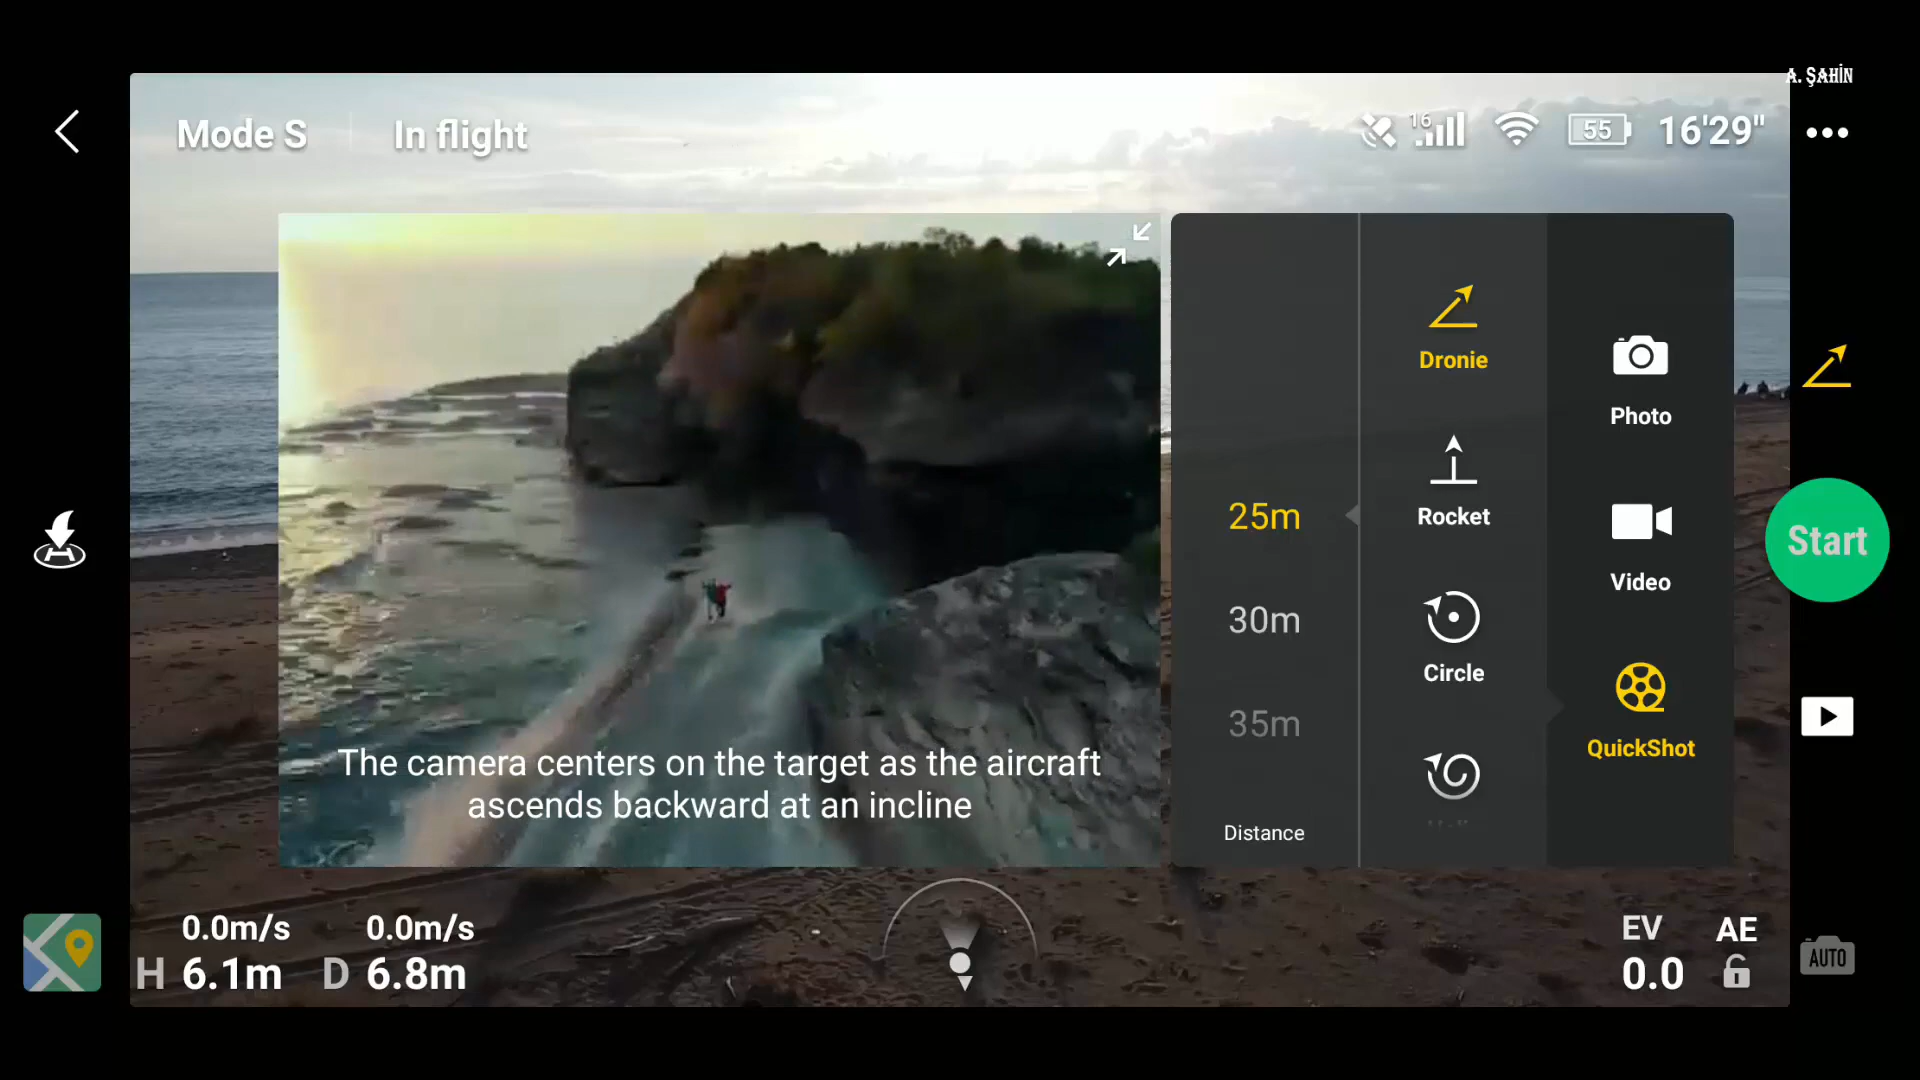 A. ŞAHİN
Mode S
In flight
16
55
16'29"
Dronie
Photo
25m
Rocket
Start
Video
30m
Circle
35m
QuickShot
The camera centers on the target as the aircraft
ascends backward at an incline
Distance
0.0m/s
0.0m/s
H 6.1m
D 6.8m
EV
AE
0.0
AUTO